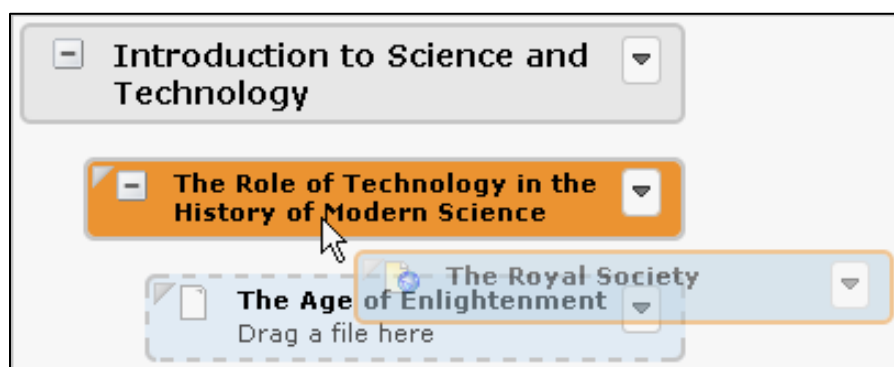 Introduction to Science and
Technology
The Role of Technology in the
History of Modern Science
The Royal Society
The Age of Enlightenment
Drag a file here